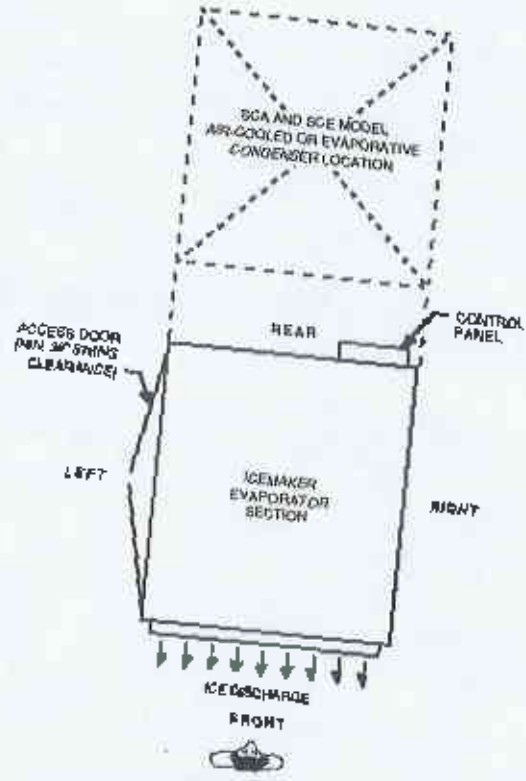 SCA AND SCE MODEL
AIR-COOLED OR EVAPORATIVE
CONDENSER LOCATION
REAR
CONTROL
PANEL
ACCESS DOOR
CLEARANCE)
LEFT
ICEMAKER
EVAPORATOR
SECTION
RIGHT
ICE DISCHARGE
FRONT